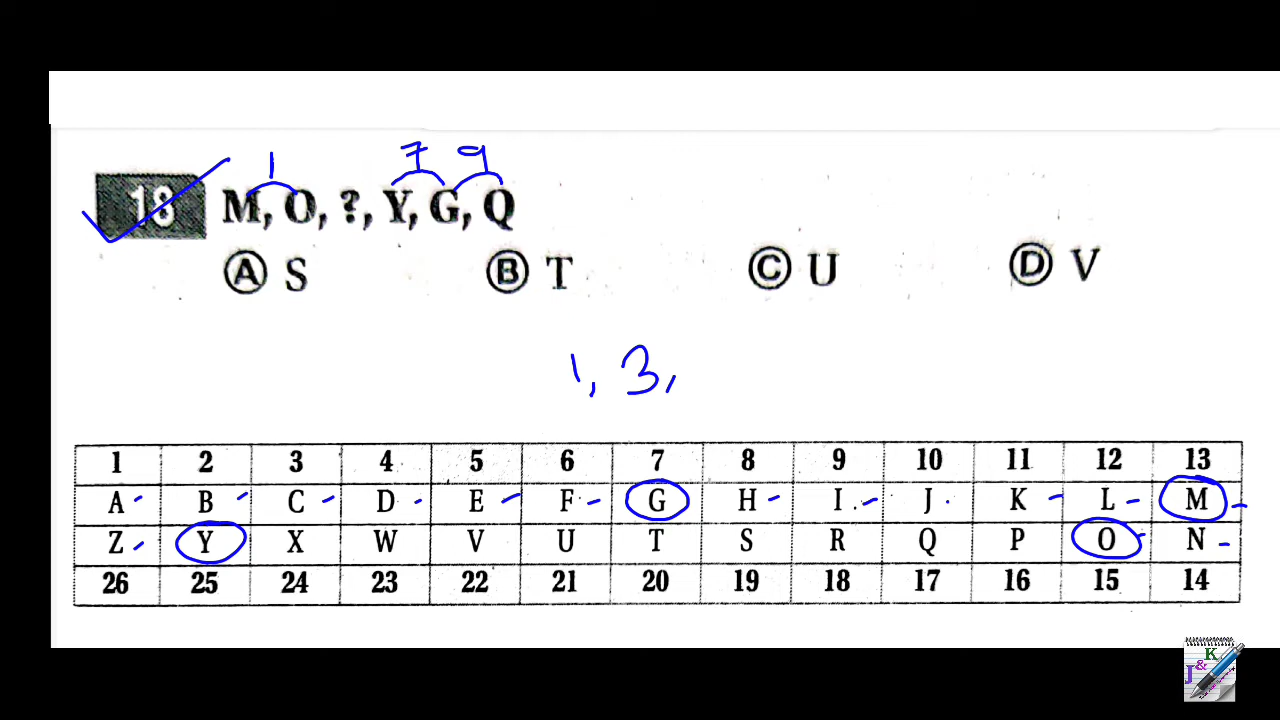 1 7 9
18 M, O, ?, Y, G, Q
Ⓐ S Ⓑ T Ⓒ U Ⓓ V
1, 3,
1 2 3 4 5 6 7 8 9 10 11 12 13
A B C D E F G H I J K L M
Z Y X W V U T S R Q P O N
26 25 24 23 22 21 20 19 18 17 16 15 14
J & K